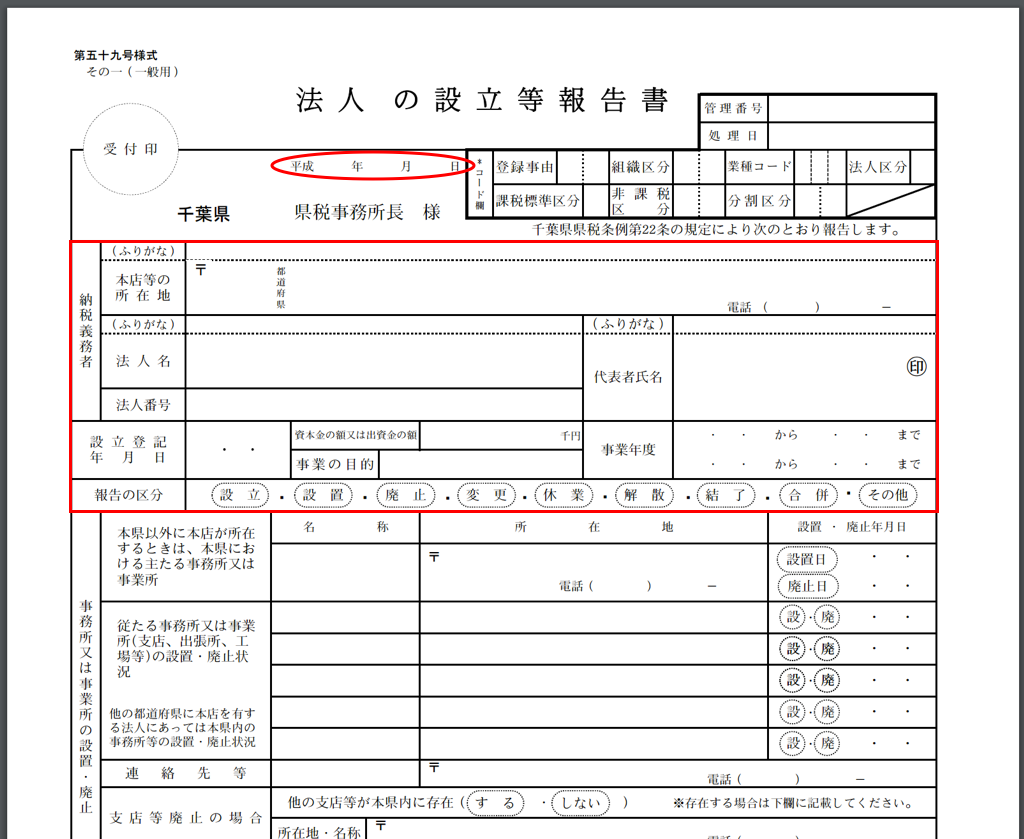 第五十九号様式
その一(一般用)
法人の設立等報告書
管理番号
処理日
受付印
平成　年　月　日
*コード欄
登録事由
組織区分
業種コード
法人区分
課税標準区分
非課税区分
分割区分
千葉県
県税事務所長　様
千葉県県税条例第22条の規定により次のとおり報告します。
納税義務者
(ふりがな)
本店等の所在地
〒
都道府県
電話(　)　－
(ふりがな)
(ふりがな)
法人名
代表者氏名
㊞
法人番号
設立登記年月日
・　・
資本金の額又は出資金の額
千円
事業年度
・　・　から　・　・　まで
事業の目的
・　・　から　・　・　まで
報告の区分
設立・設置・廃止・変更・休業・解散・結了・合併・その他
事務所又は事業所の設置・廃止
名称
所在地
設置・廃止年月日
本県以外に本店が所在
するときは、本県にお
ける主たる事務所又は
事業所
〒
電話(　)　－
設置日　・　・
廃止日　・　・
従たる事務所又は事業
所(支店、出張所、工
場等)の設置・廃止状
況
設・廃　・　・
設・廃　・　・
設・廃　・　・
他の都道府県に本店を有す
る法人にあっては本県内の
事務所等の設置・廃止状況
設・廃　・　・
設・廃　・　・
連絡先等
〒
電話(　)　－
支店等廃止の場合
他の支店等が本県内に存在(する・しない)
※存在する場合は下欄に記載してください。
所在地・名称
〒